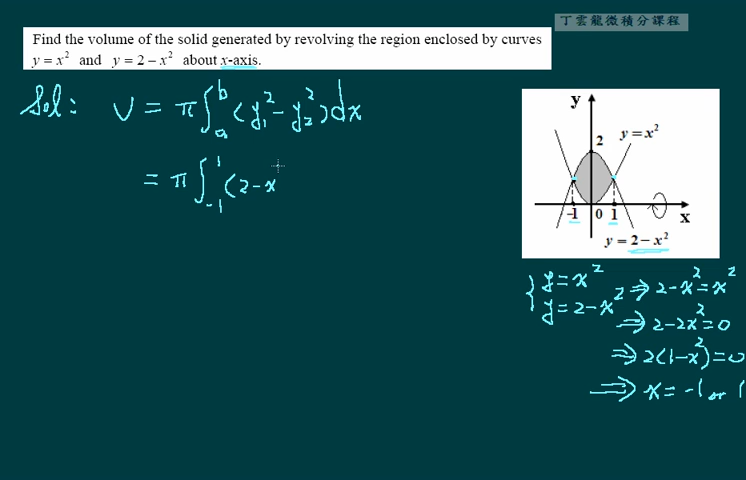 丁雲龍微積分課程
Find the volume of the solid generated by revolving the region enclosed by curves
y = x² and y = 2 − x² about x-axis.
Sol: V = π∫ₐᵇ (y₁² − y₂²) dx
= π∫₋₁¹ (2 − x
y
2
y = x²
-1 0 1 x
y = 2 − x²
{ y = x² ⇒ 2 − x² = x²
y = 2 − x²
⇒ 2 − 2x² = 0
⇒ 2(1 − x²) = 0
⇒ x = −1 or 1